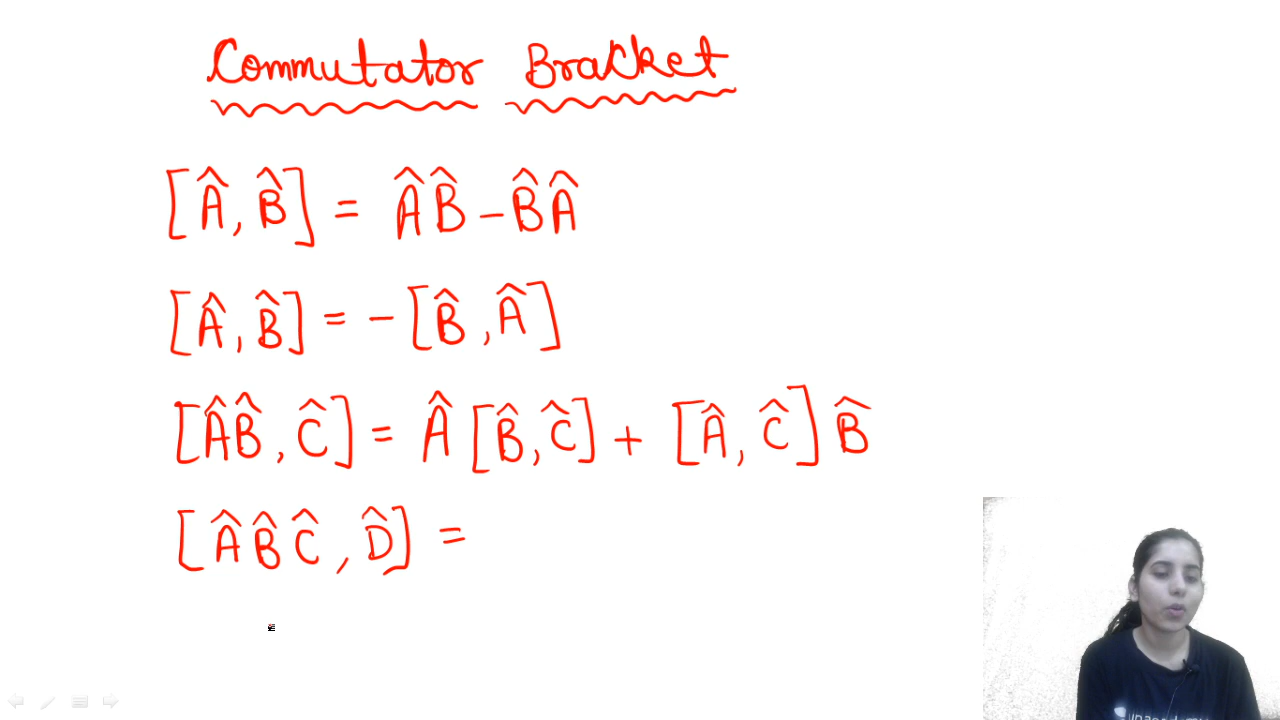 Commutator Bracket
[Â, B̂] = ÂB̂ - B̂Â
[Â, B̂] = - [B̂, Â]
[ÂB̂, Ĉ] = Â [B̂, Ĉ] + [Â, Ĉ] B̂
[ÂB̂Ĉ, D̂] =